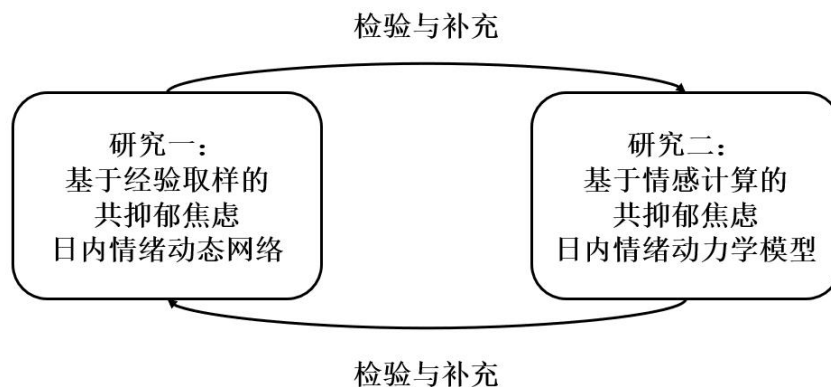 检验与补充
研究一：
基于经验取样的
共抑郁焦虑
日内情绪动态网络
研究二：
基于情感计算的
共抑郁焦虑
日内情绪动力学模型
检验与补充